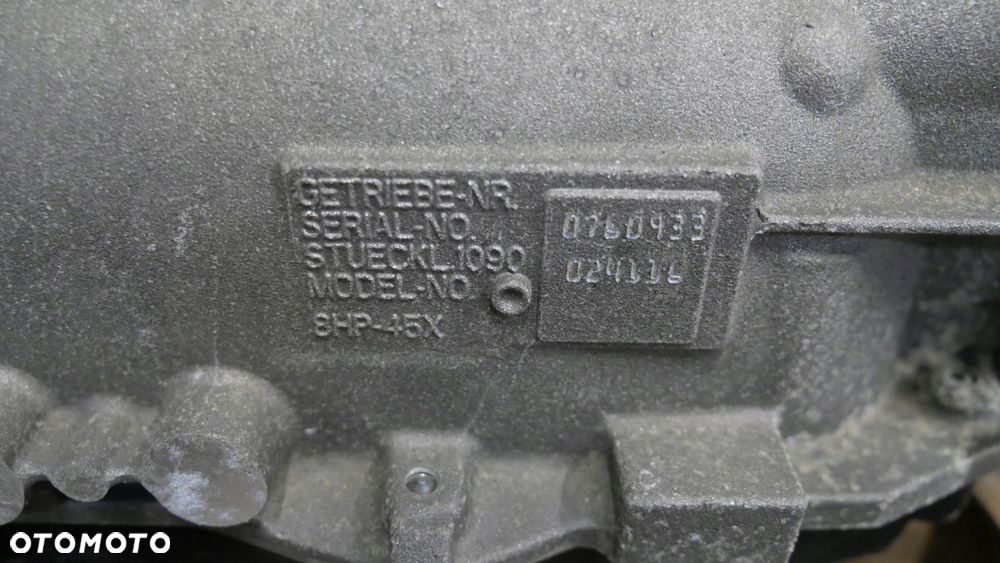 GETRIEBE-NR.
SERIAL-NO.
STUECKL.1090
MODEL-NO.
8HP-45X
0760933
024116
OTOMOTO